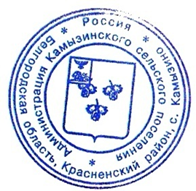 * Россия *
Белгородская область, Красненский район, с. Камызино
Администрация Камызинского сельского
поселения